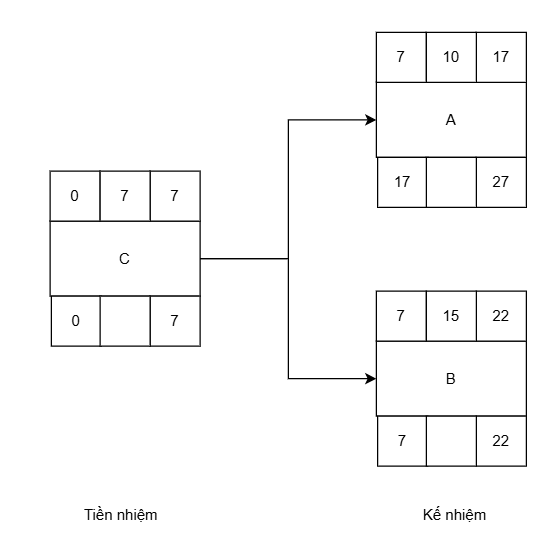 7 10 17
A
17 27
0 7 7
C
0 7
7 15 22
B
7 22
Tiền nhiệm
Kế nhiệm